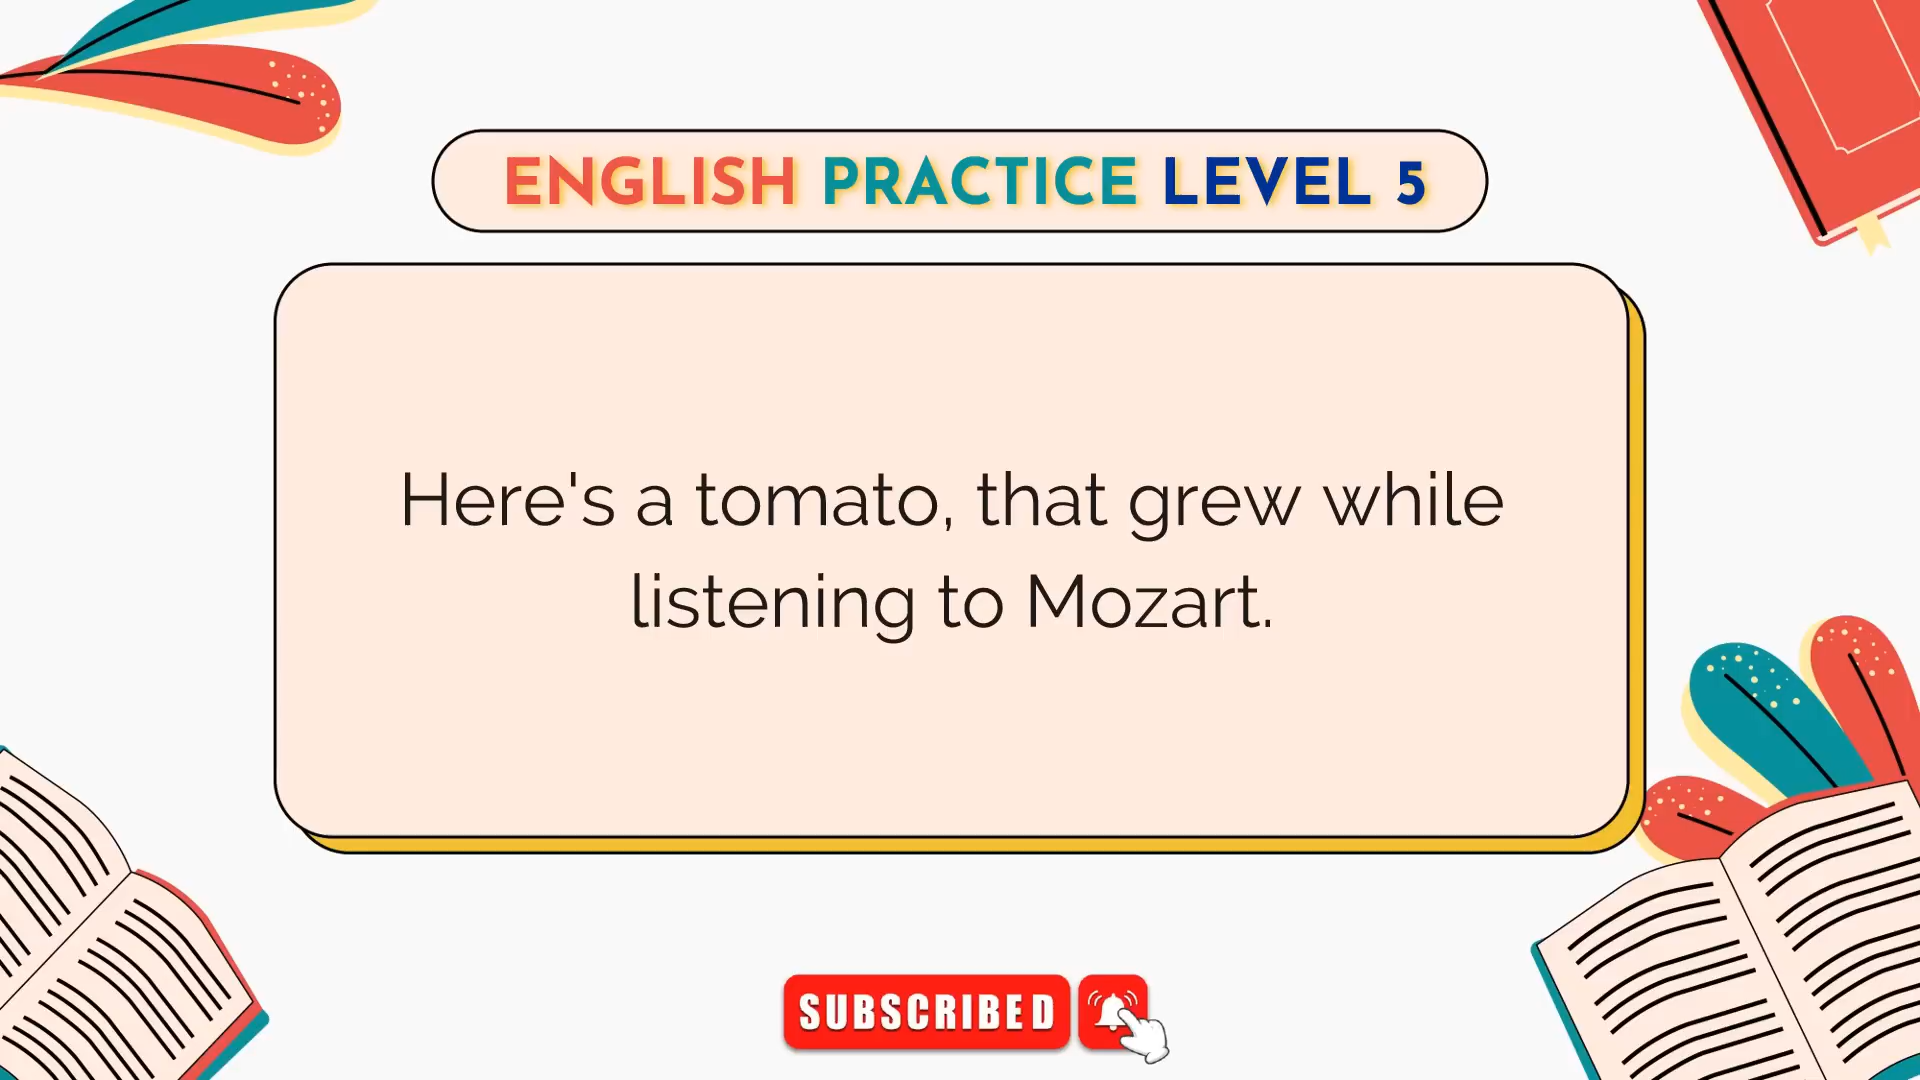 ENGLISH PRACTICE LEVEL 5
Here's a tomato, that grew while
listening to Mozart.
SUBSCRIBED